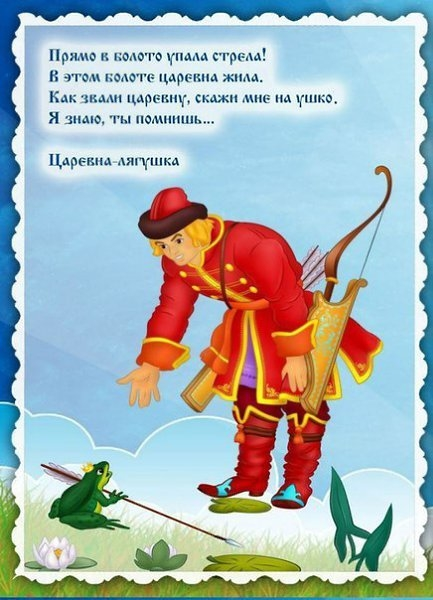 Прямо в болото упала стрела!
В этом болоте царевна жила.
Как звали царевну, скажи мне на ушко.
Я знаю, ты помнишь...
Царевна-лягушка